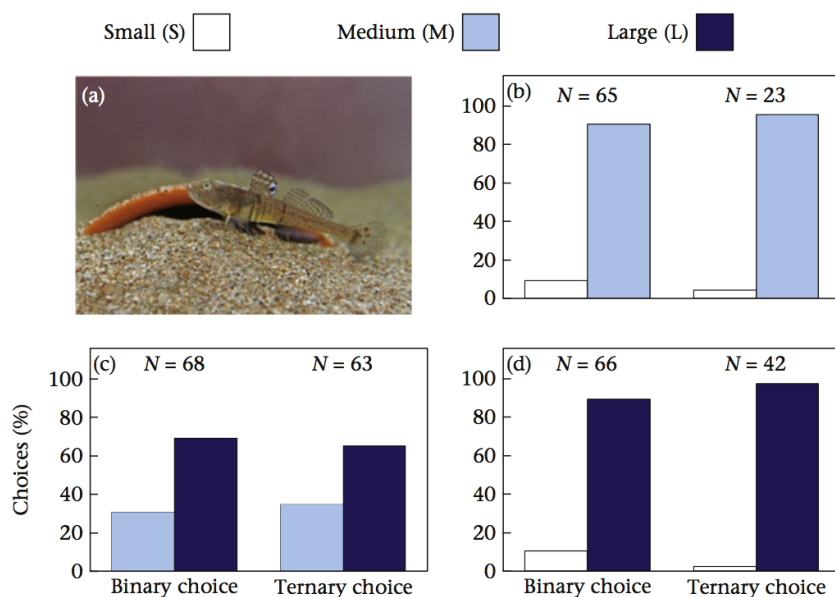 Small (S)
Medium (M)
Large (L)
(a)
(b)
N = 65
N = 23
100
80
60
40
20
0
(c)
N = 68
N = 63
100
80
60
40
20
0
Choices (%)
Binary choice
Ternary choice
(d)
N = 66
N = 42
100
80
60
40
20
0
Binary choice
Ternary choice